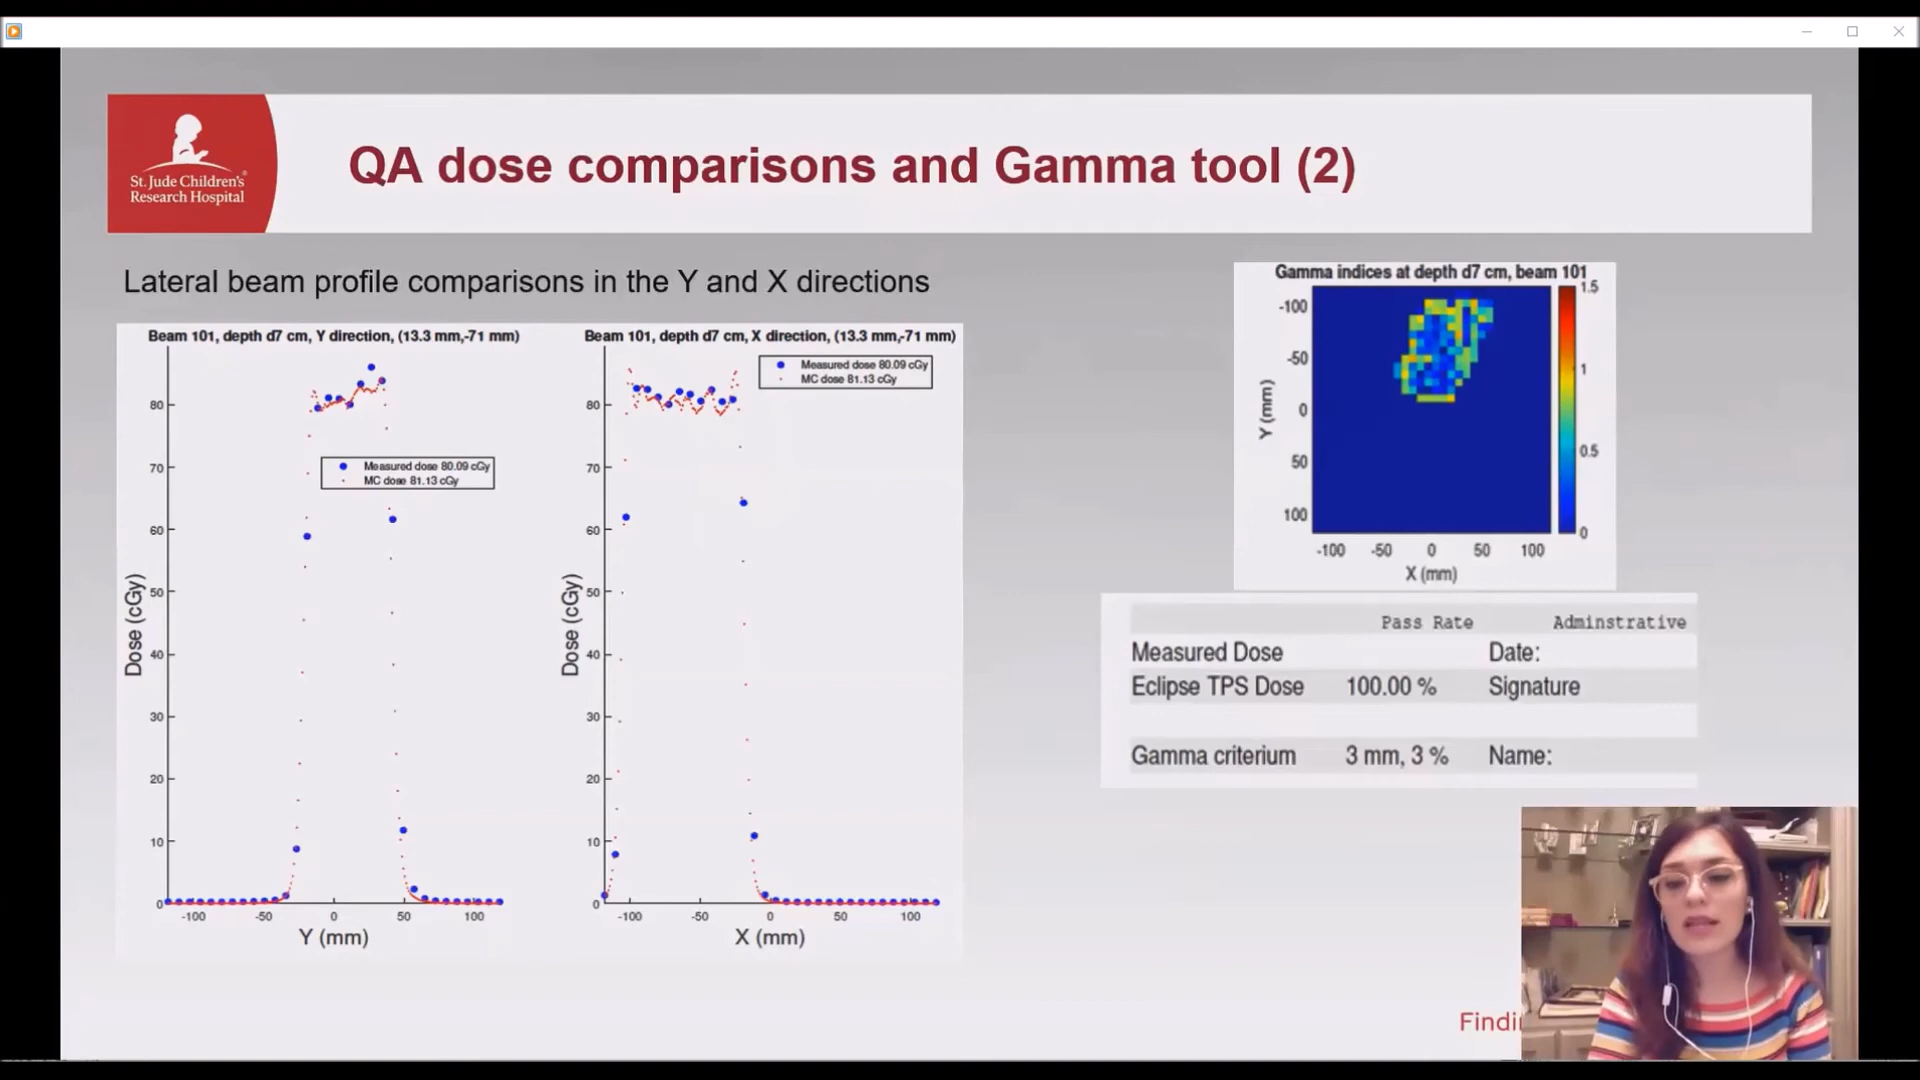 St. Jude Children's
Research Hospital
QA dose comparisons and Gamma tool (2)
Lateral beam profile comparisons in the Y and X directions
Beam 101, depth d7 cm, Y direction, (13.3 mm,-71 mm)
Measured dose 80.09 cGy
MC dose 81.13 cGy
Dose (cGy)
80
70
60
50
40
30
20
10
0
-100 -50 0 50 100
Y (mm)
Beam 101, depth d7 cm, X direction, (13.3 mm,-71 mm)
Measured dose 80.09 cGy
MC dose 81.13 cGy
Dose (cGy)
80
70
60
50
40
30
20
10
0
-100 -50 0 50 100
X (mm)
Gamma indices at depth d7 cm, beam 101
Y (mm)
-100
-50
0
50
100
-100 -50 0 50 100
X (mm)
1.5
1
0.5
0
Pass Rate Adminstrative
Measured Dose Date:
Eclipse TPS Dose 100.00 % Signature
Gamma criterium 3 mm, 3 % Name: